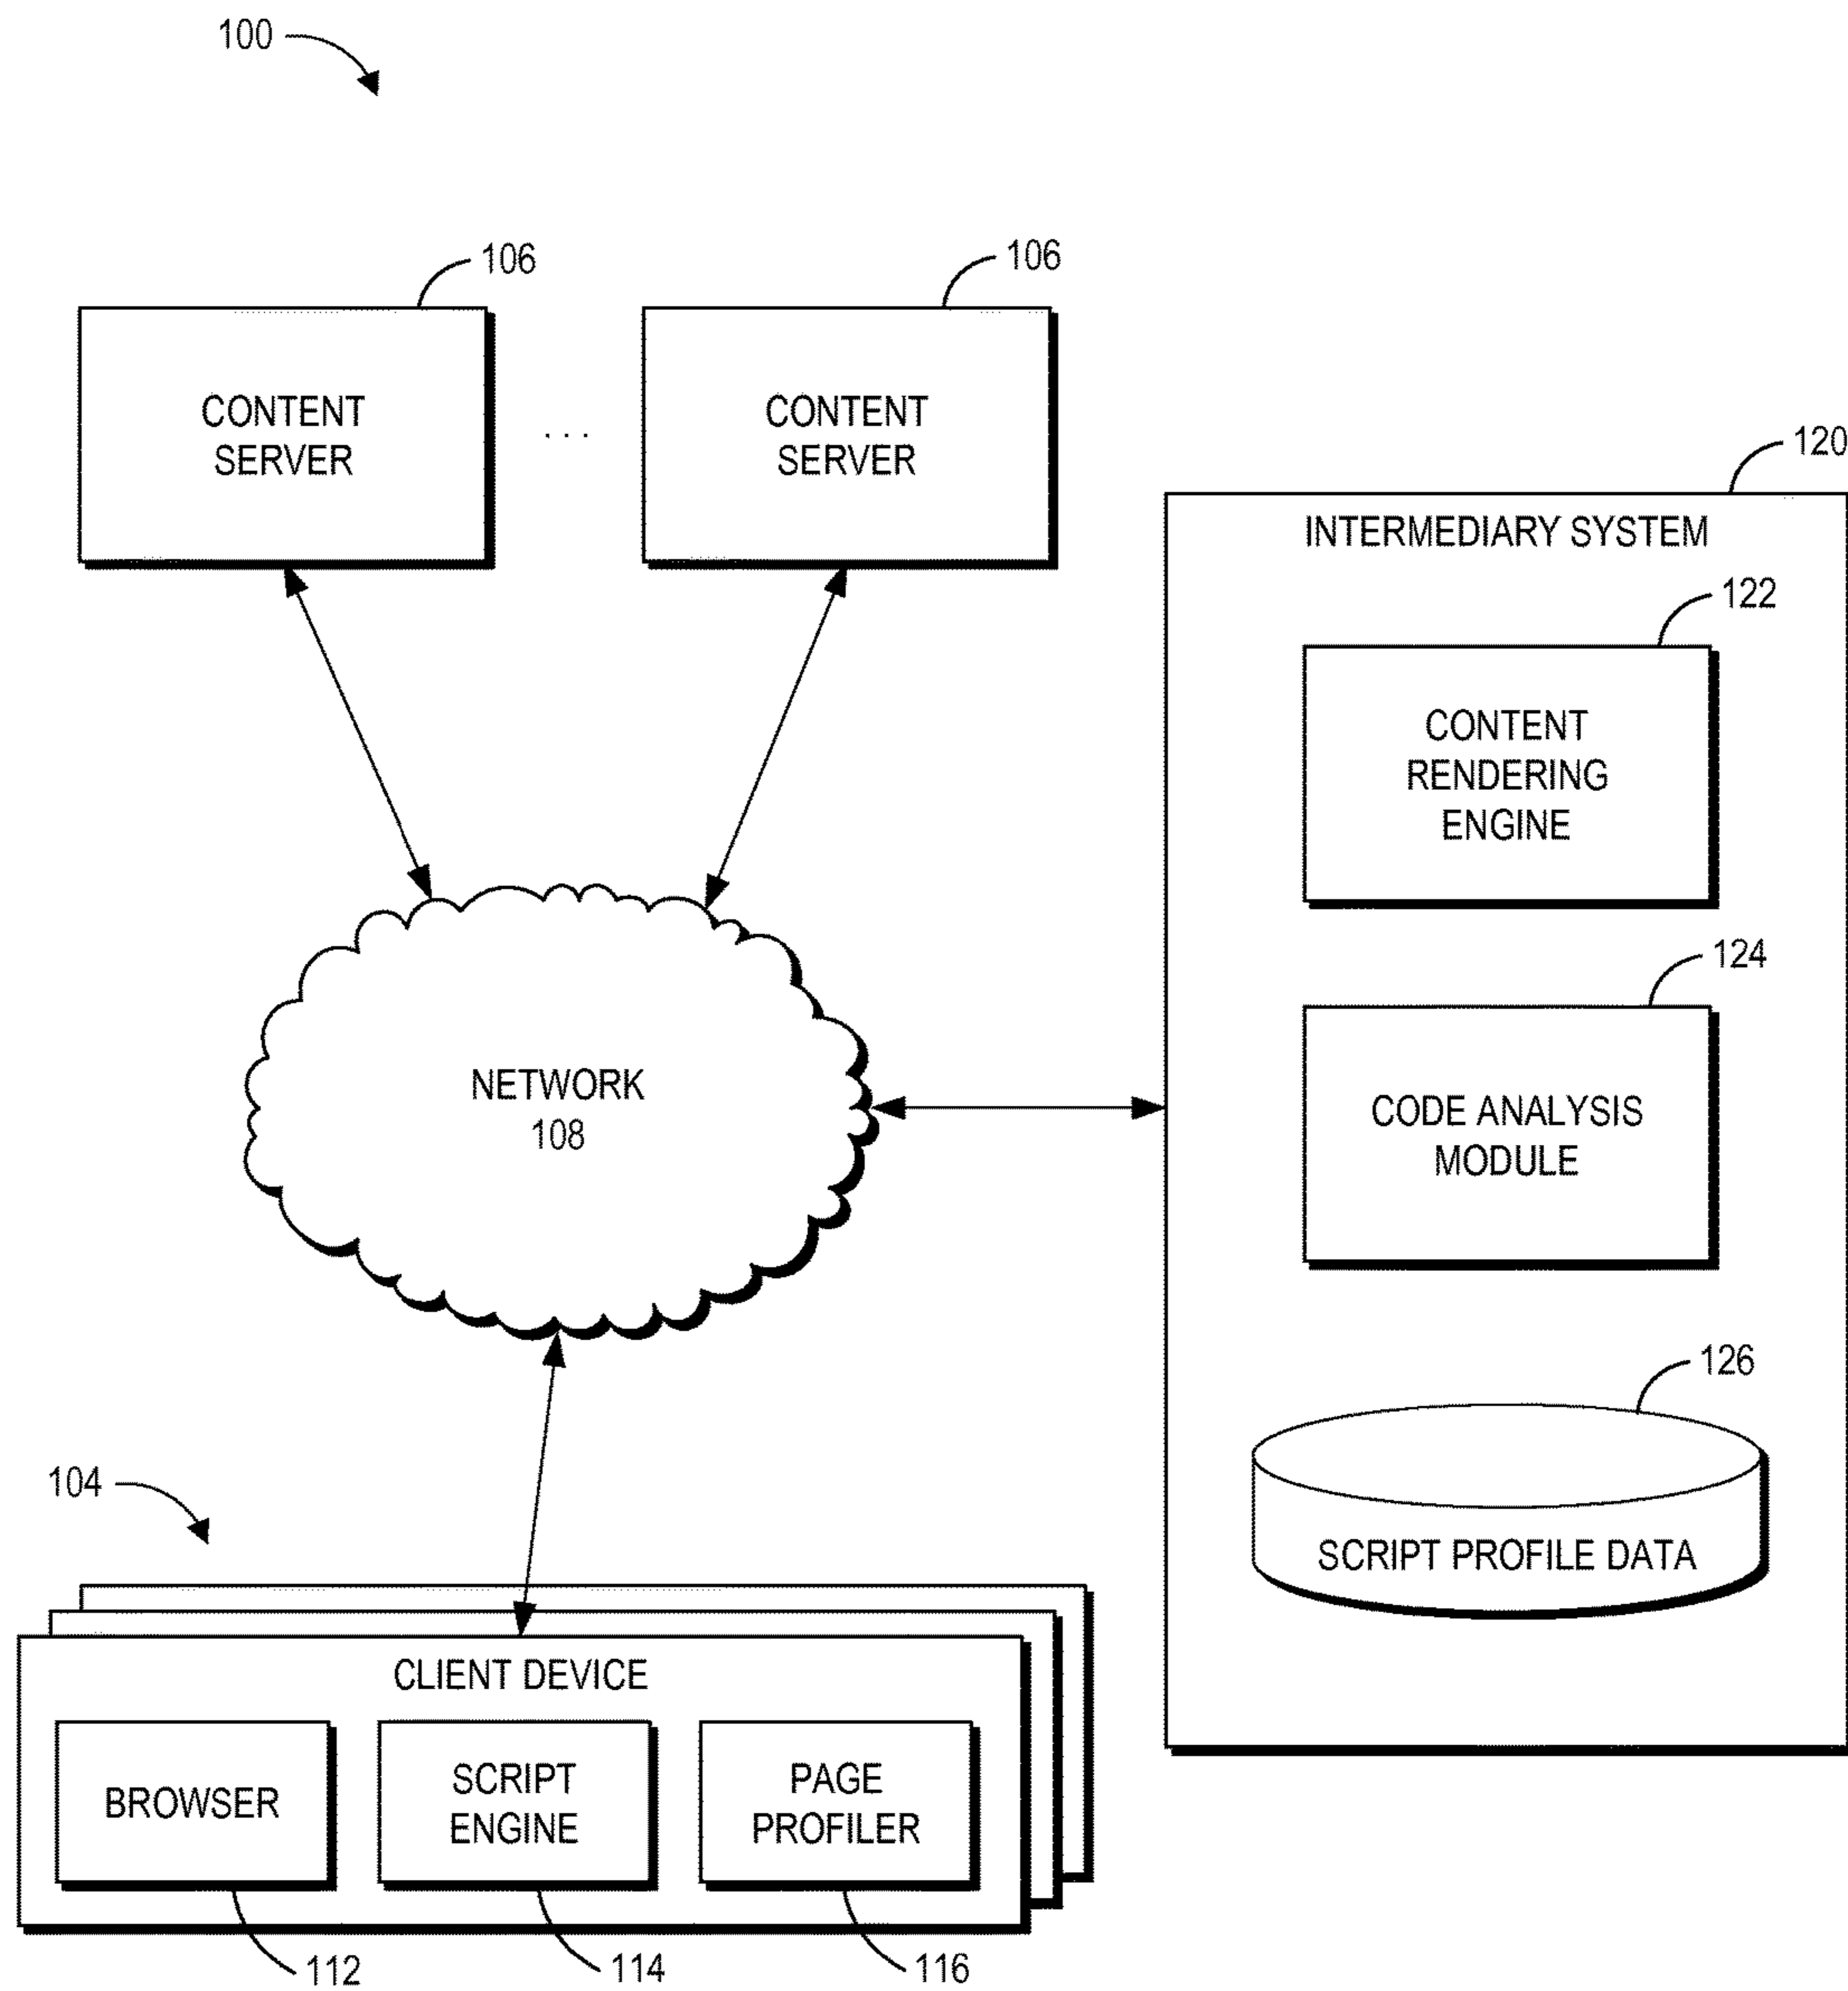 100
106
106
CONTENT
SERVER
...
CONTENT
SERVER
120
INTERMEDIARY SYSTEM
122
CONTENT
RENDERING
ENGINE
124
NETWORK
108
CODE ANALYSIS
MODULE
126
SCRIPT PROFILE DATA
104
CLIENT DEVICE
BROWSER
SCRIPT
ENGINE
PAGE
PROFILER
112
114
116